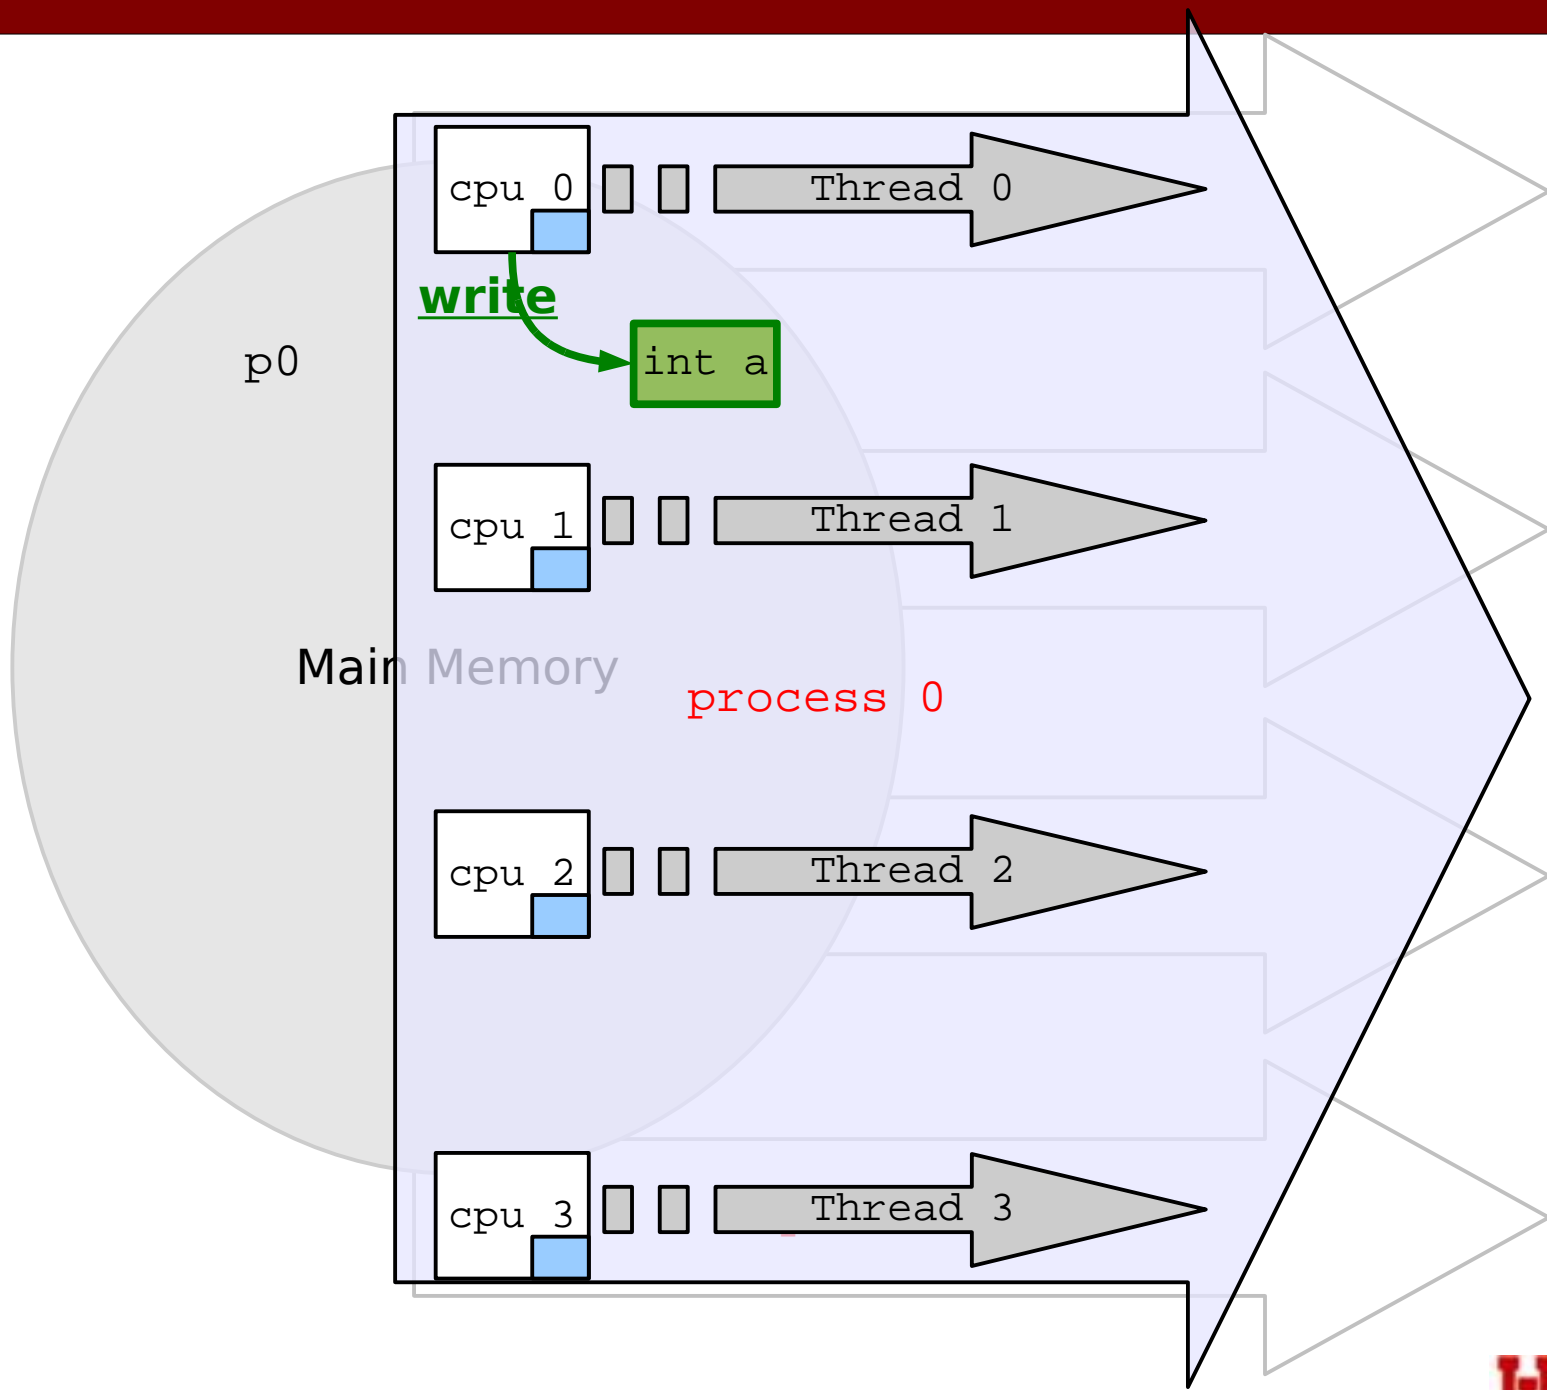 cpu 0
Thread 0
write
p0
int a
cpu 1
Thread 1
Main Memory
process 0
cpu 2
Thread 2
cpu 3
Thread 3